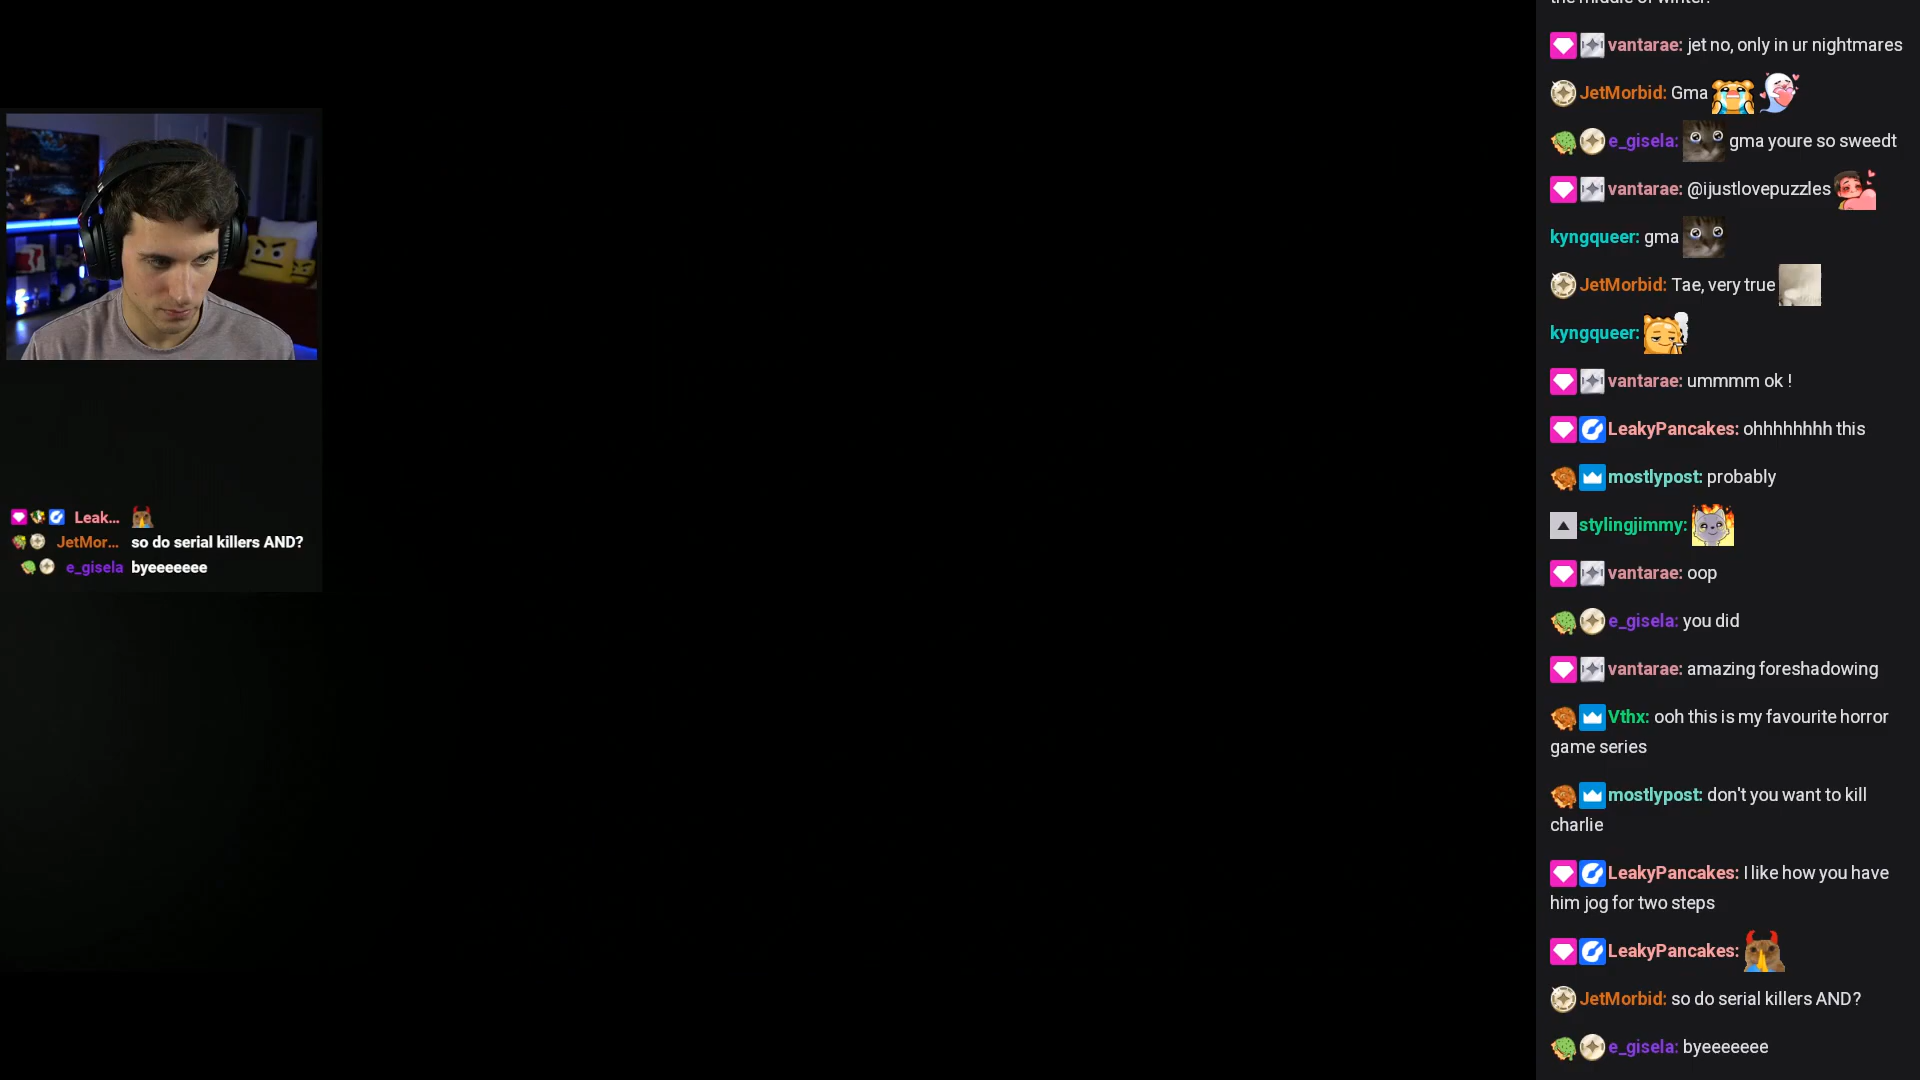 Leak...
JetMor... so do serial killers AND?
e_gisela byeeeeeee
vantarae: jet no, only in ur nightmares
JetMorbid: Gma
e_gisela: gma youre so sweedt
vantarae: @ijustlovepuzzles
kyngqueer: gma
JetMorbid: Tae, very true
kyngqueer:
vantarae: ummmm ok !
LeakyPancakes: ohhhhhhhh this
mostlypost: probably
stylingjimmy:
vantarae: oop
e_gisela: you did
vantarae: amazing foreshadowing
Vthx: ooh this is my favourite horror
game series
mostlypost: don't you want to kill
charlie
LeakyPancakes: I like how you have
him jog for two steps
LeakyPancakes:
JetMorbid: so do serial killers AND?
e_gisela: byeeeeeee